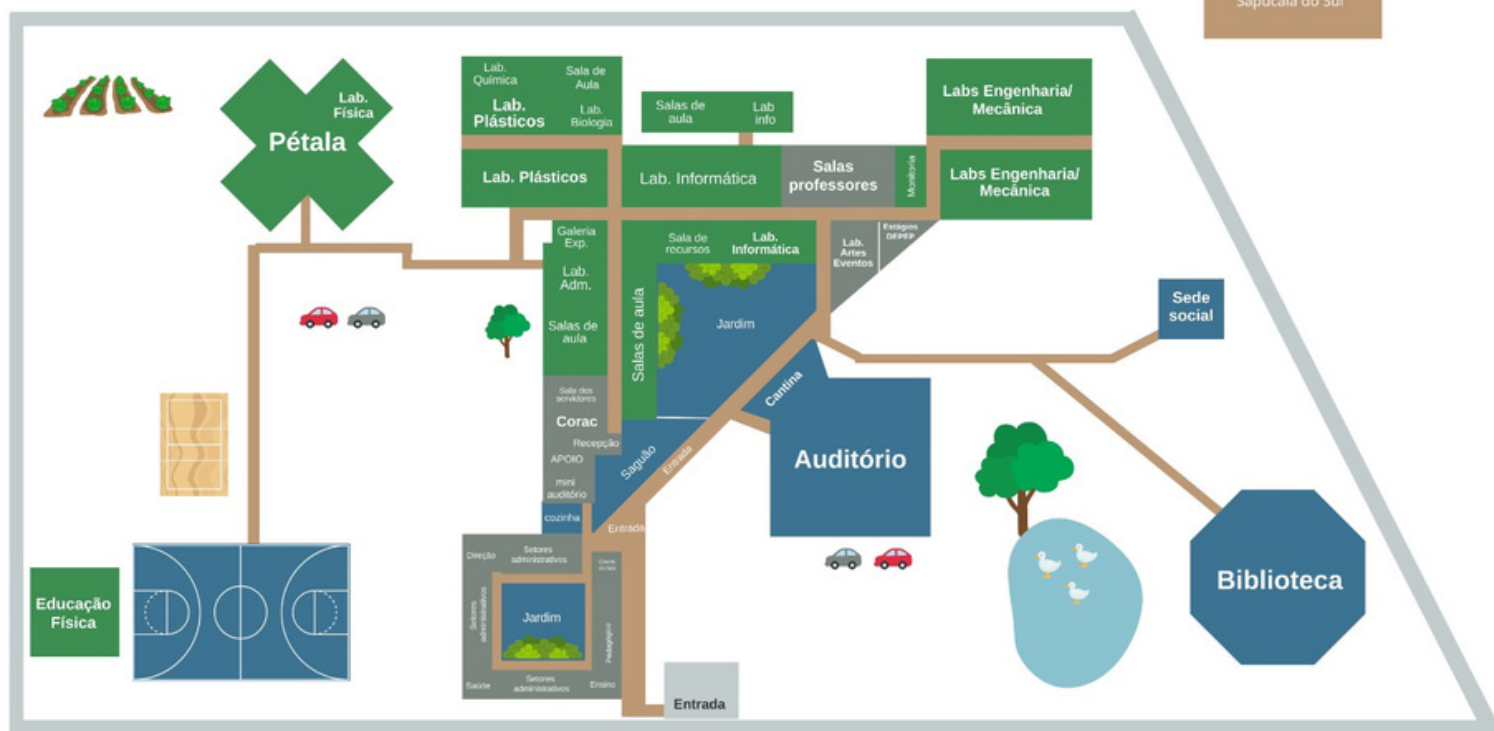 Sapucaia do Sul
Lab.
Química
Sala de
Aula
Lab.
Plásticos
Lab.
Biologia
Lab.
Física
Pétala
Salas de
aula
Lab
info
Labs Engenharia/
Mecânica
Lab. Plásticos
Lab. Informática
Salas
professores
Monitoria
Labs Engenharia/
Mecânica
Galeria
Exp.
Sala de
recursos
Lab.
Informática
Lab.
Artes
Eventos
Estágios
DEPEP
Lab.
Adm.
Salas de
aula
Salas de aula
Jardim
Sede
social
Sala dos
servidores
Corac
Recepção
APOIO
mini
auditório
cozinha
Saguão
Entrada
Cantina
Auditório
Entrada
Direção
Setores
administrativos
Setores
administrativos
Jardim
Pedagógico
Saúde
Setores
administrativos
Ensino
Entrada
Educação
Física
Biblioteca